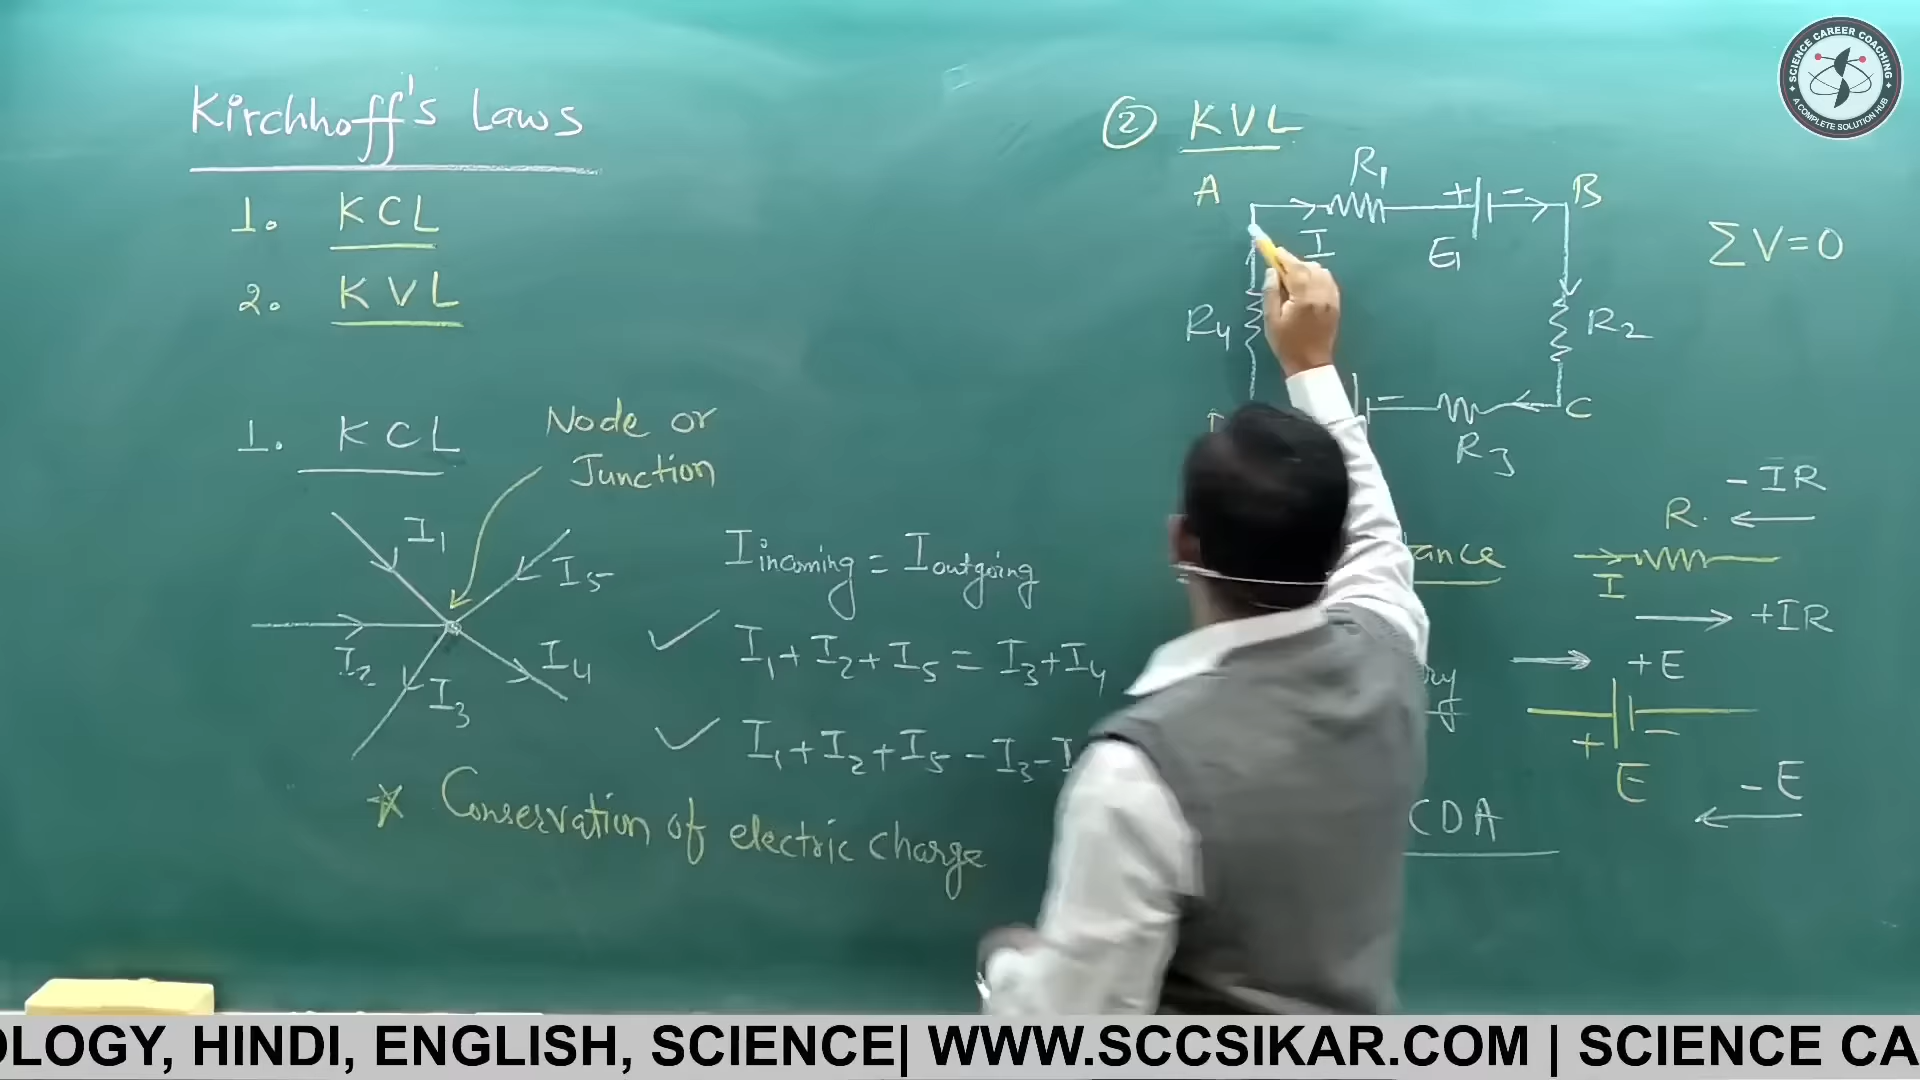 Kirchhoff's Laws
1. KCL
2. KVL
1. KCL
Node or
Junction
I1
I5
I2
I4
I3
Iincoming = Ioutgoing
I1+I2+I5 = I3+I4
I1+I2+I5-I3-I
* Conservation of electric charge
② KVL
A R1 + - B
I E1
R4 R2
- C
R3
ΣV=0
-IR
R.
tance
I
+IR
+E
+ -
E
-E
CDA
SCIENCE CAREER COACHING
A COMPLETE SOLUTION HUB
OLOGY, HINDI, ENGLISH, SCIENCE| WWW.SCCSIKAR.COM | SCIENCE CA